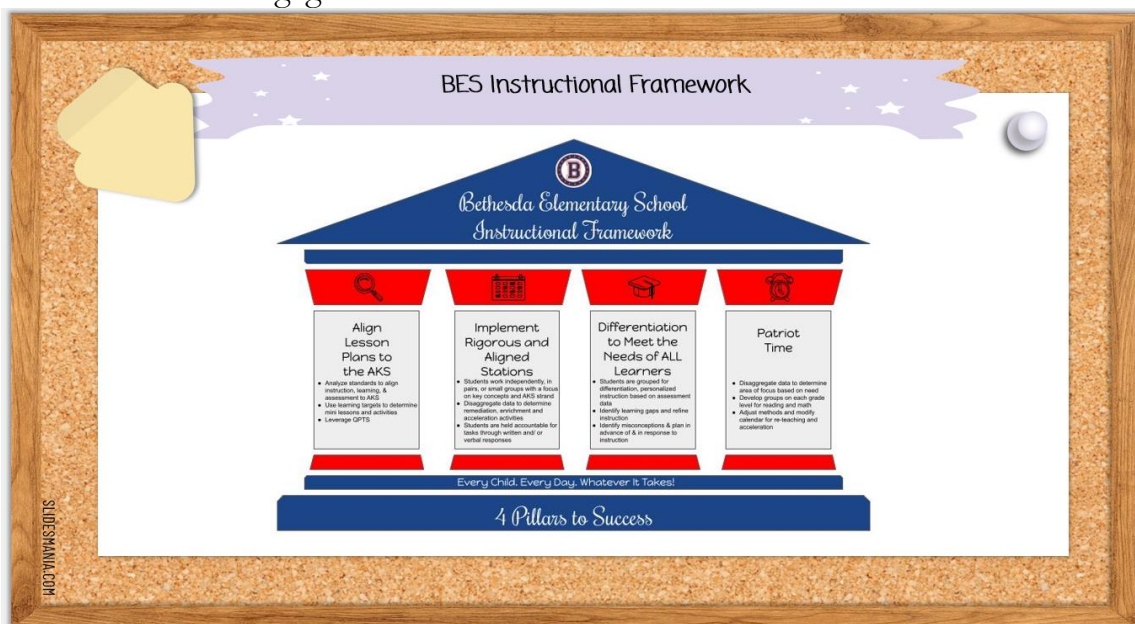 BES Instructional Framework
B
Bethesda Elementary School
Instructional Framework
Align
Lesson
Plans to
the AKS
● Analyze standards to align
instruction, learning, &
assessment to AKS
● Use learning targets to determine
mini lessons and activities
● Leverage QPTS
Implement
Rigorous and
Aligned
Stations
● Students work independently, in
pairs, or small groups with a focus
on key concepts and AKS strand
● Disaggregate data to determine
remediation, enrichment and
acceleration activities
● Students are held accountable for
tasks through written and/ or
verbal responses
Differentiation
to Meet the
Needs of ALL
Learners
● Students are grouped for
differentiation, personalized
instruction based on assessment
data
● Identify learning gaps and refine
instruction
● Identify misconceptions & plan in
advance of & in response to
instruction
Patriot
Time
● Disaggregate data to determine
area of focus based on need
● Develop groups on each grade
level for reading and math
● Adjust methods and modify
calendar for re-teaching and
acceleration
Every Child. Every Day. Whatever It Takes!
4 Pillars to Success
SLIDESMANIA.COM